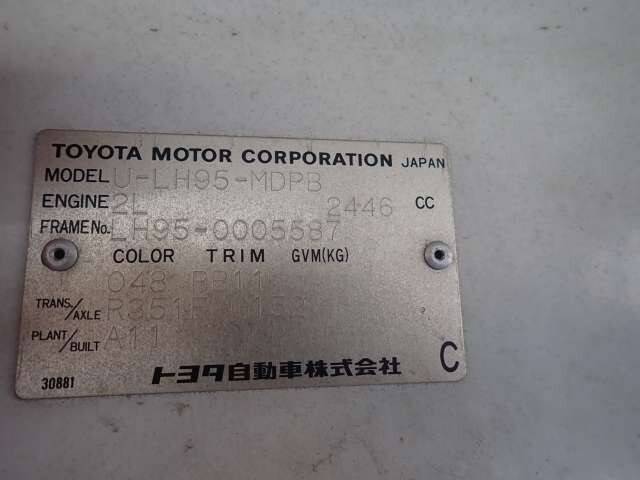 TOYOTA MOTOR CORPORATION JAPAN
MODEL U-LH95-MDPB
ENGINE 2L 2446 CC
FRAME No. LH95-0005587
COLOR TRIM GVM(KG)
048 BB11
TRANS./AXLE
PLANT/BUILT A11
30881 トヨタ自動車株式会社 C